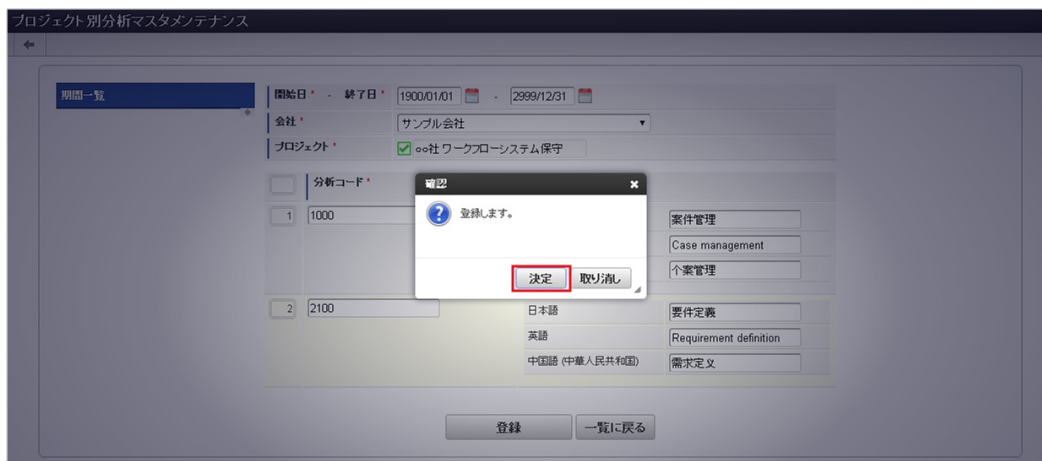 プロジェクト別分析マスタメンテナンス
期間一覧
開始日* - 終了日* 1900/01/01 - 2999/12/31
会社* サンプル会社
プロジェクト* ○○社 ワークフローシステム保守
分析コード*
確認
登録します。
決定 取り消し
1 1000 案件管理
Case management
个案管理
2 2100 日本語 要件定義
英語 Requirement definition
中国語 (中華人民共和国) 需求定义
登録 一覧に戻る